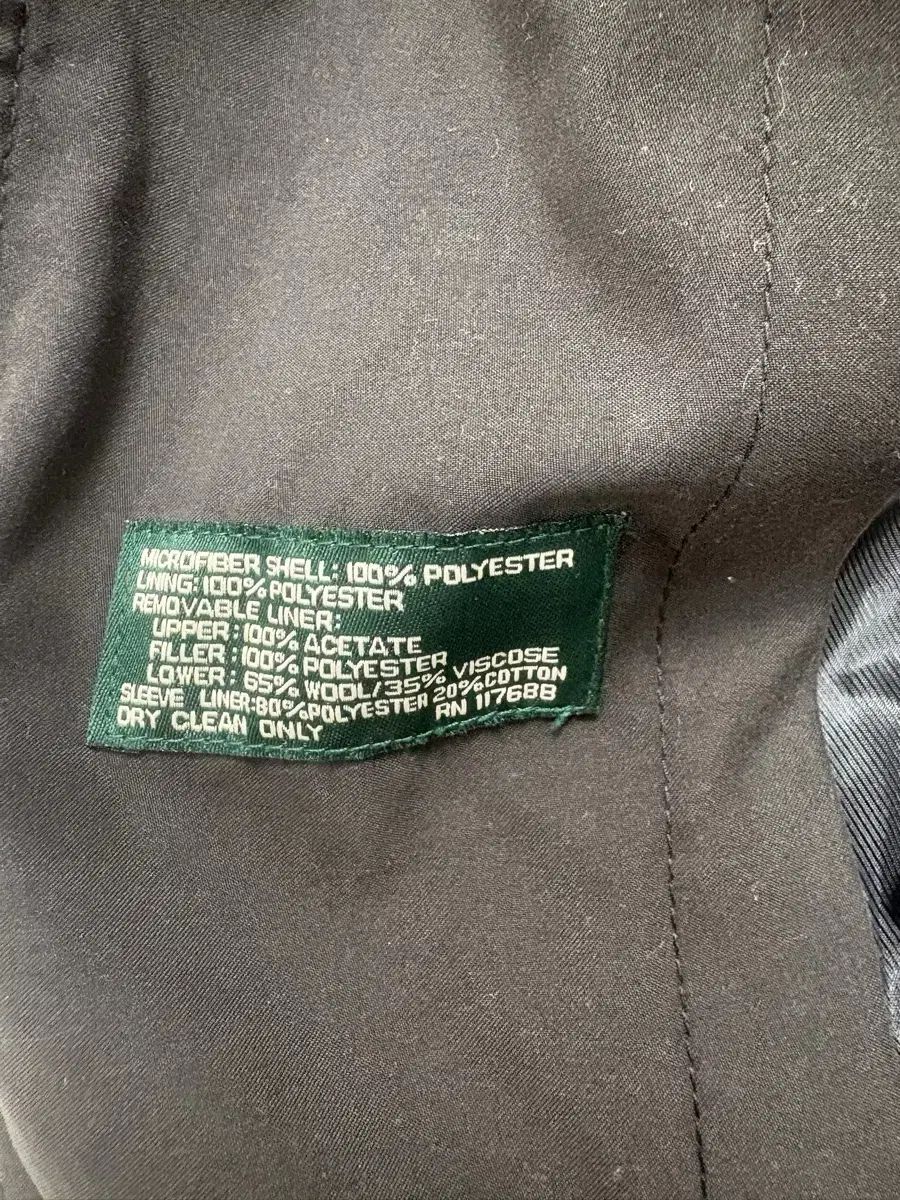 MICROFIBER SHELL: 100% POLYESTER
LINING: 100% POLYESTER
REMOVABLE LINER:
UPPER: 100% ACETATE
FILLER: 100% POLYESTER
LOWER: 65% WOOL/35% VISCOSE
SLEEVE LINER: 80% POLYESTER 20% COTTON
DRY CLEAN ONLY RN 117688